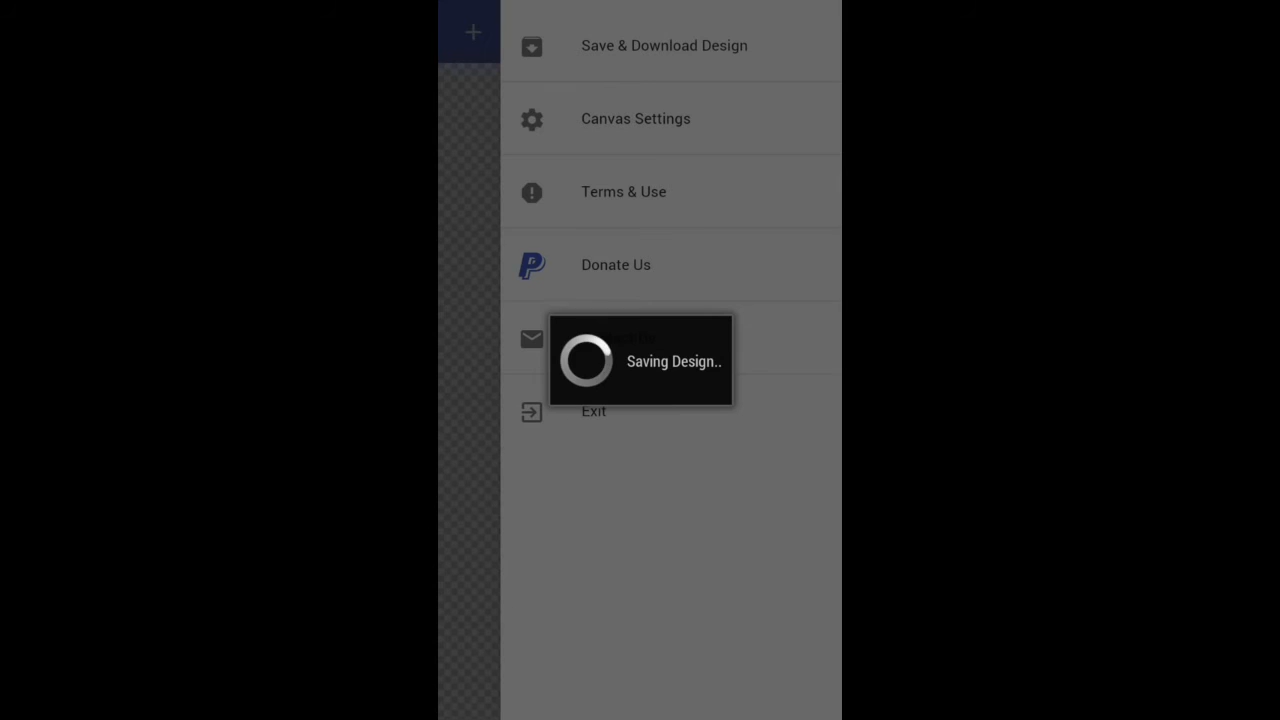 Save & Download Design
Canvas Settings
Terms & Use
Donate Us
Saving Design..
Exit